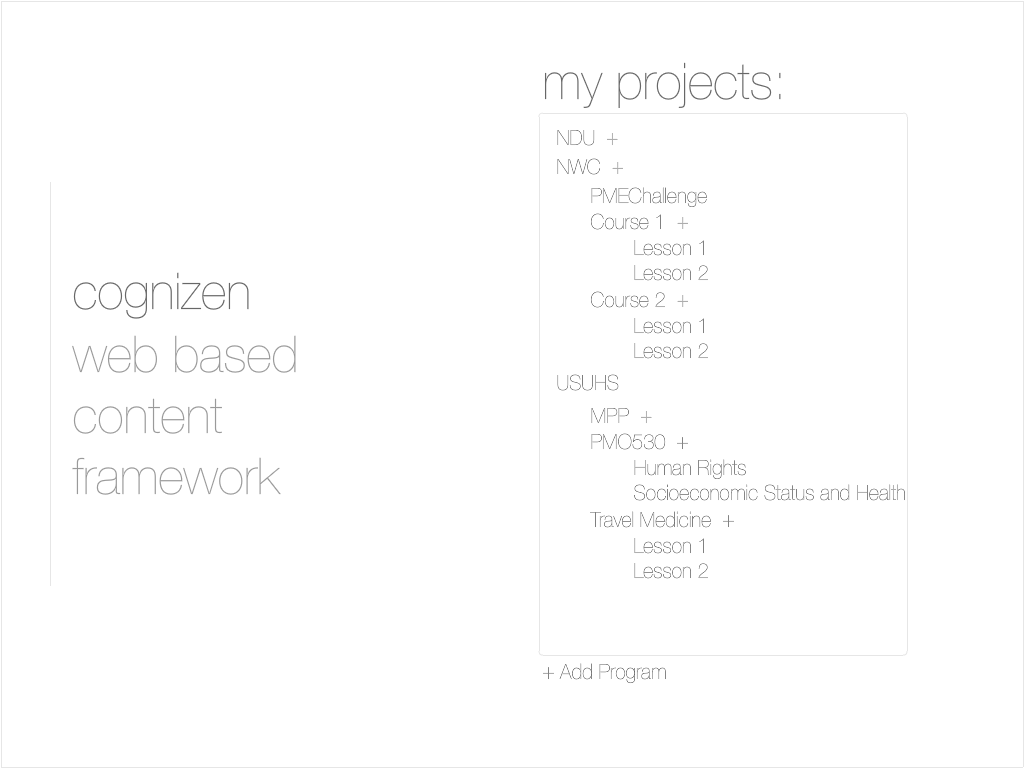 cognizen
web based
content
framework
my projects:
NDU +
NWC +
PMEChallenge
Course 1 +
Lesson 1
Lesson 2
Course 2 +
Lesson 1
Lesson 2
USUHS
MPP +
PMO530 +
Human Rights
Socioeconomic Status and Health
Travel Medicine +
Lesson 1
Lesson 2
+ Add Program